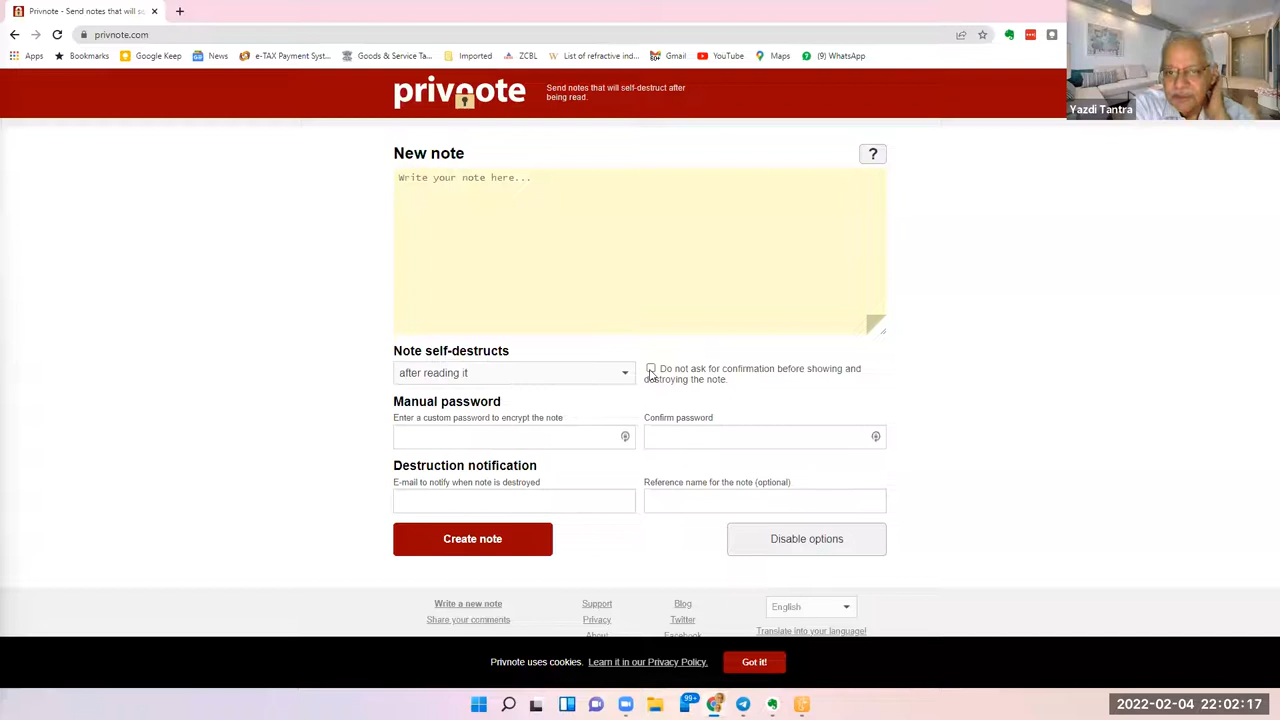 Privnote - Send notes that will se
privnote.com
Apps
Bookmarks
Google Keep
News
e-TAX Payment Syst...
Goods & Service Ta...
Imported
ZCBL
List of refractive ind...
Gmail
YouTube
Maps
(9) WhatsApp
privnote
Send notes that will self-destruct after
being read.
Yazdi Tantra
New note
?
Write your note here...
Note self-destructs
after reading it
Do not ask for confirmation before showing and
destroying the note.
Manual password
Enter a custom password to encrypt the note
Confirm password
Destruction notification
E-mail to notify when note is destroyed
Reference name for the note (optional)
Create note
Disable options
Write a new note
Support
Blog
English
Share your comments
Privacy
Twitter
Translate into your language!
About
Facebook
Privnote uses cookies. Learn it in our Privacy Policy.
Got it!
99+
2022-02-04 22:02:17